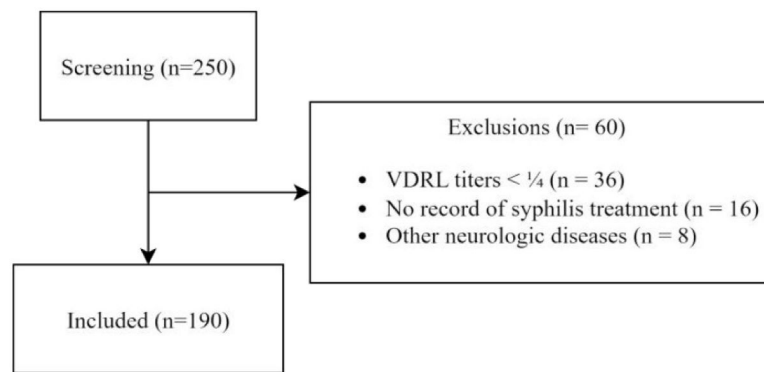 Screening (n=250)
Exclusions (n= 60)
• VDRL titers < ¼ (n = 36)
• No record of syphilis treatment (n = 16)
• Other neurologic diseases (n = 8)
Included (n=190)